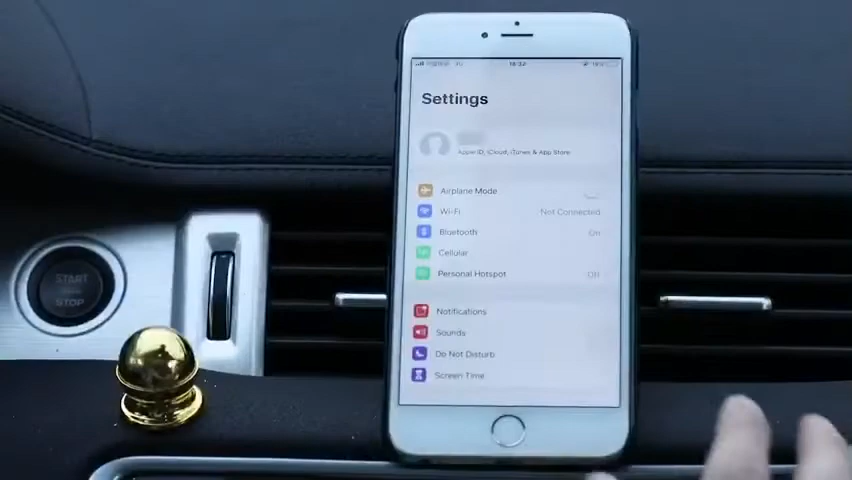 Settings
Apple ID, iCloud, iTunes & App Store
Airplane Mode
Wi-Fi Not Connected
Bluetooth On
Cellular
Personal Hotspot Off
START
STOP
Notifications
Sounds
Do Not Disturb
Screen Time